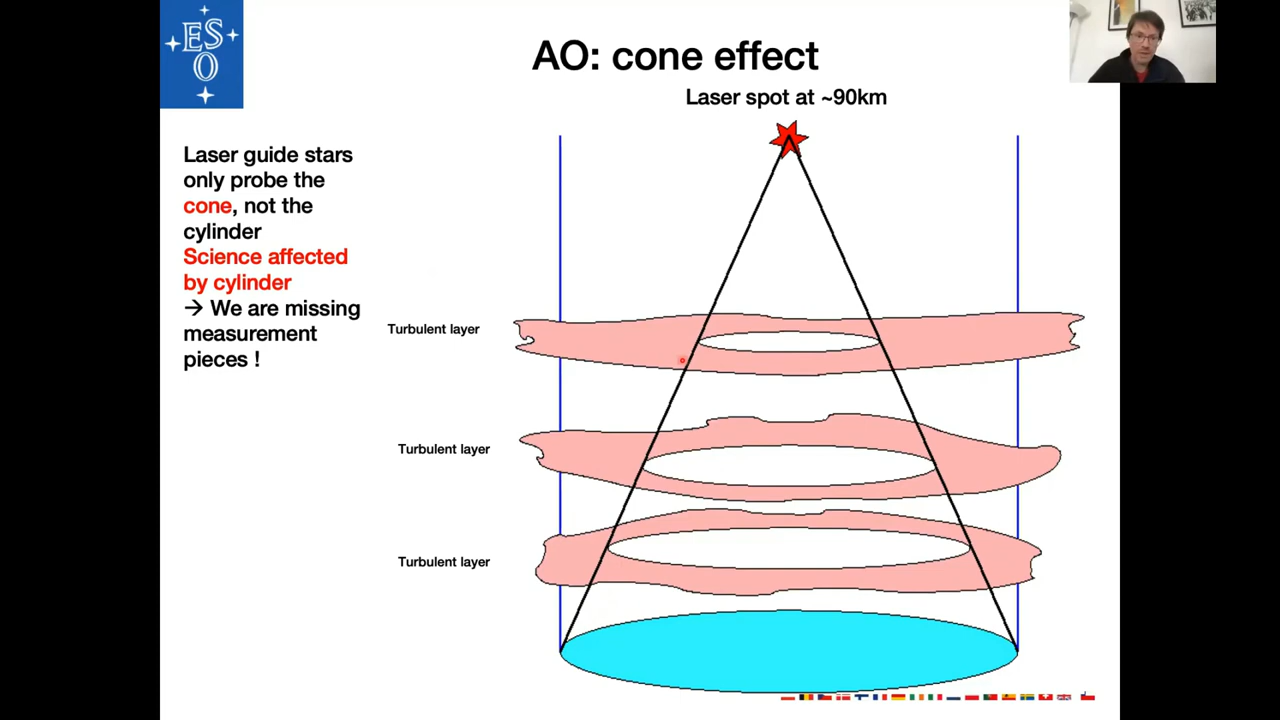 ES
O
AO: cone effect
Laser spot at ~90km
Laser guide stars
only probe the
cone, not the
cylinder
Science affected
by cylinder
→ We are missing
measurement
pieces !
Turbulent layer
Turbulent layer
Turbulent layer